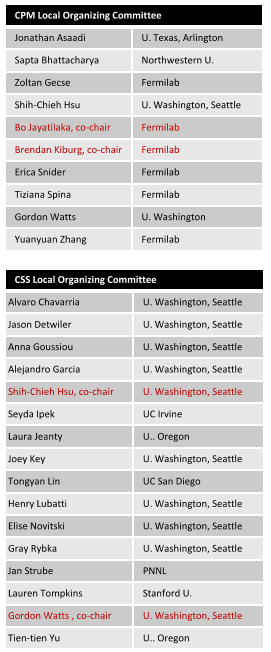 CPM Local Organizing Committee
Jonathan Asaadi U. Texas, Arlington
Sapta Bhattacharya Northwestern U.
Zoltan Gecse Fermilab
Shih-Chieh Hsu U. Washington, Seattle
Bo Jayatilaka, co-chair Fermilab
Brendan Kiburg, co-chair Fermilab
Erica Snider Fermilab
Tiziana Spina Fermilab
Gordon Watts U. Washington
Yuanyuan Zhang Fermilab
CSS Local Organizing Committee
Alvaro Chavarria U. Washington, Seattle
Jason Detwiler U. Washington, Seattle
Anna Goussiou U. Washington, Seattle
Alejandro Garcia U. Washington, Seattle
Shih-Chieh Hsu, co-chair U. Washington, Seattle
Seyda Ipek UC Irvine
Laura Jeanty U.. Oregon
Joey Key U. Washington, Seattle
Tongyan Lin UC San Diego
Henry Lubatti U. Washington, Seattle
Elise Novitski U. Washington, Seattle
Gray Rybka U. Washington, Seattle
Jan Strube PNNL
Lauren Tompkins Stanford U.
Gordon Watts , co-chair U. Washington, Seattle
Tien-tien Yu U.. Oregon